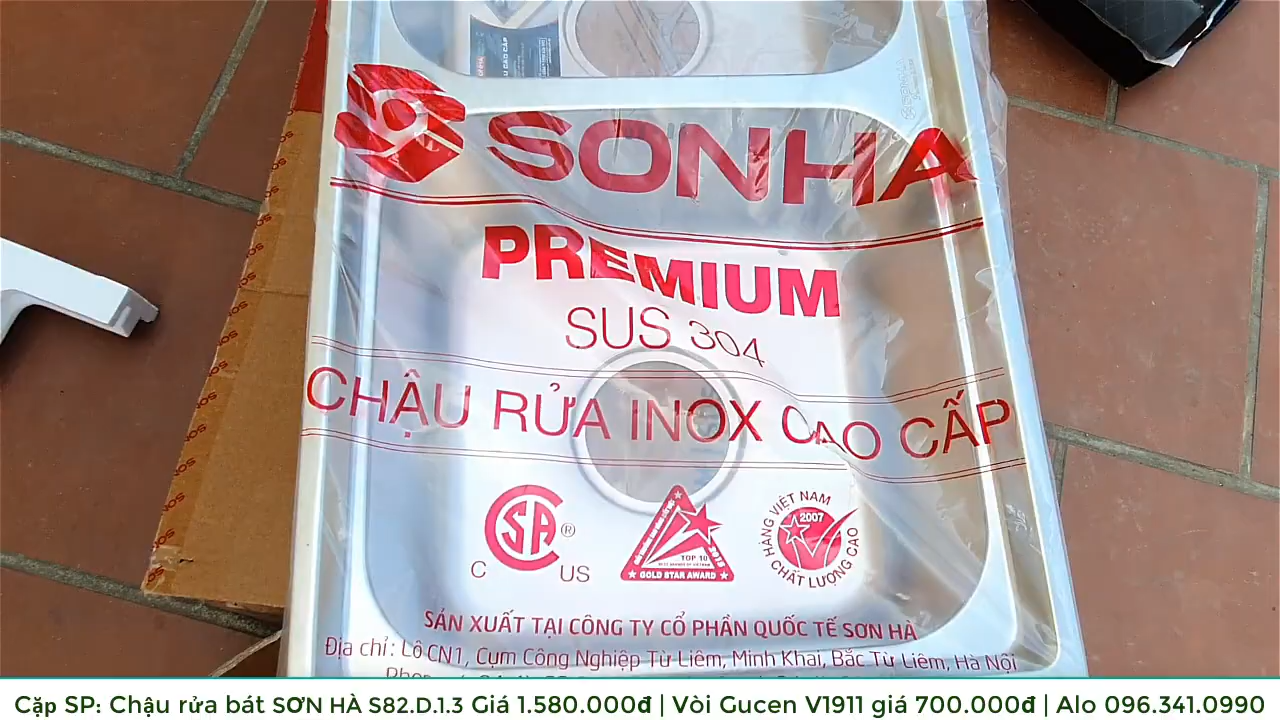 SONHA
PREMIUM
SUS 304
CHẬU RỬA INOX CAO CẤP
CSA ®
C US
TOP 10
GOLD STAR AWARD
HÀNG VIỆT NAM
2007
CHẤT LƯỢNG CAO
SẢN XUẤT TẠI CÔNG TY CỔ PHẦN QUỐC TẾ SƠN HÀ
Địa chỉ: Lô CN1, Cụm Công Nghiệp Từ Liêm, Minh Khai, Bắc Từ Liêm, Hà Nội
Cặp SP: Chậu rửa bát SƠN HÀ S82.D.1.3 Giá 1.580.000đ | Vòi Gucen V1911 giá 700.000đ | Alo 096.341.0990